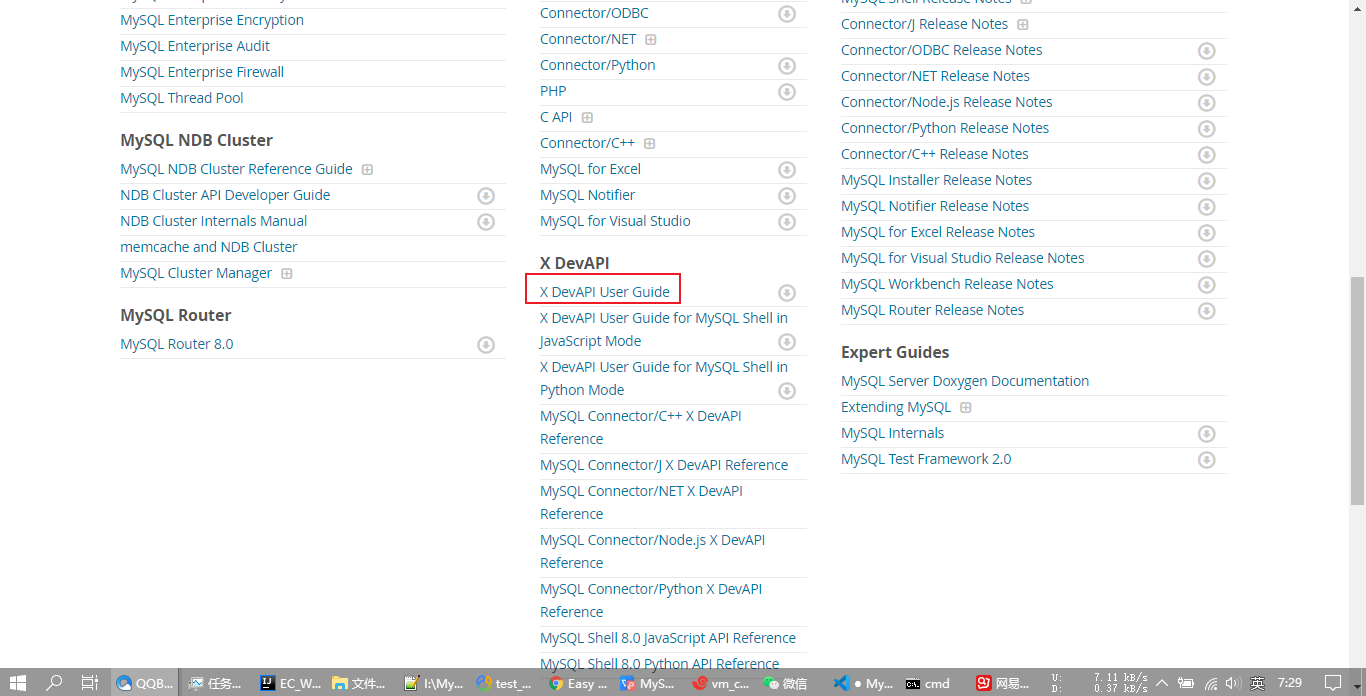 MySQL Enterprise Encryption
MySQL Enterprise Audit
MySQL Enterprise Firewall
MySQL Thread Pool
MySQL NDB Cluster
MySQL NDB Cluster Reference Guide
NDB Cluster API Developer Guide
NDB Cluster Internals Manual
memcache and NDB Cluster
MySQL Cluster Manager
MySQL Router
MySQL Router 8.0
Connector/ODBC
Connector/NET
Connector/Python
PHP
C API
Connector/C++
MySQL for Excel
MySQL Notifier
MySQL for Visual Studio
X DevAPI
X DevAPI User Guide
X DevAPI User Guide for MySQL Shell in
JavaScript Mode
X DevAPI User Guide for MySQL Shell in
Python Mode
MySQL Connector/C++ X DevAPI
Reference
MySQL Connector/J X DevAPI Reference
MySQL Connector/NET X DevAPI
Reference
MySQL Connector/Node.js X DevAPI
Reference
MySQL Connector/Python X DevAPI
Reference
MySQL Shell 8.0 JavaScript API Reference
MySQL Shell 8.0 Python API Reference
MySQL Shell Release Notes
Connector/J Release Notes
Connector/ODBC Release Notes
Connector/NET Release Notes
Connector/Node.js Release Notes
Connector/Python Release Notes
Connector/C++ Release Notes
MySQL Installer Release Notes
MySQL Notifier Release Notes
MySQL for Excel Release Notes
MySQL for Visual Studio Release Notes
MySQL Workbench Release Notes
MySQL Router Release Notes
Expert Guides
MySQL Server Doxygen Documentation
Extending MySQL
MySQL Internals
MySQL Test Framework 2.0
QQB...
任务...
EC_W...
文件...
I:\My...
test_...
Easy ...
MyS...
vm_c...
微信
● My...
cmd
网易...
U: 7.11 kB/s
D: 0.37 kB/s
英
7:29